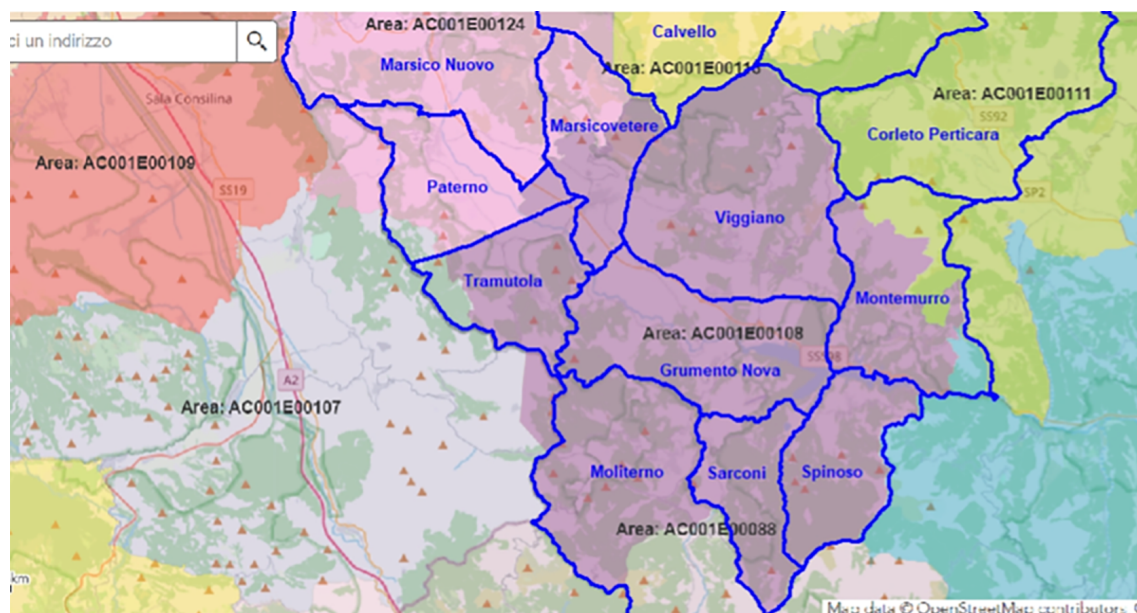 ci un indirizzo
Area: AC001E00124
Calvello
Marsico Nuovo
Area: AC001E00116
Area: AC001E00111
Sala Consilina
SS92
Marsicovetere
Corleto Perticara
Area: AC001E00109
SS19
Paterno
SP2
Viggiano
Tramutola
Montemurro
Area: AC001E00108
SS598
Grumento Nova
A2
Area: AC001E00107
Moliterno
Sarconi
Spinoso
Area: AC001E00088
km
Map data © OpenStreetMap contributors